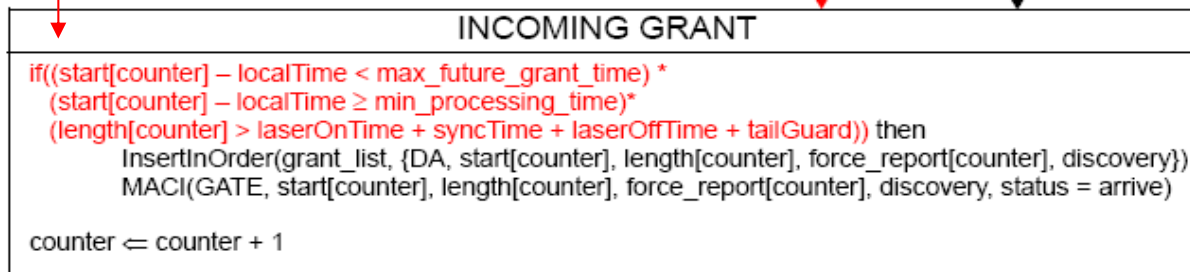 INCOMING GRANT
if((start[counter] – localTime < max_future_grant_time) *
(start[counter] – localTime ≥ min_processing_time)*
(length[counter] > laserOnTime + syncTime + laserOffTime + tailGuard)) then
InsertInOrder(grant_list, {DA, start[counter], length[counter], force_report[counter], discovery})
MACI(GATE, start[counter], length[counter], force_report[counter], discovery, status = arrive)
counter ⇐ counter + 1